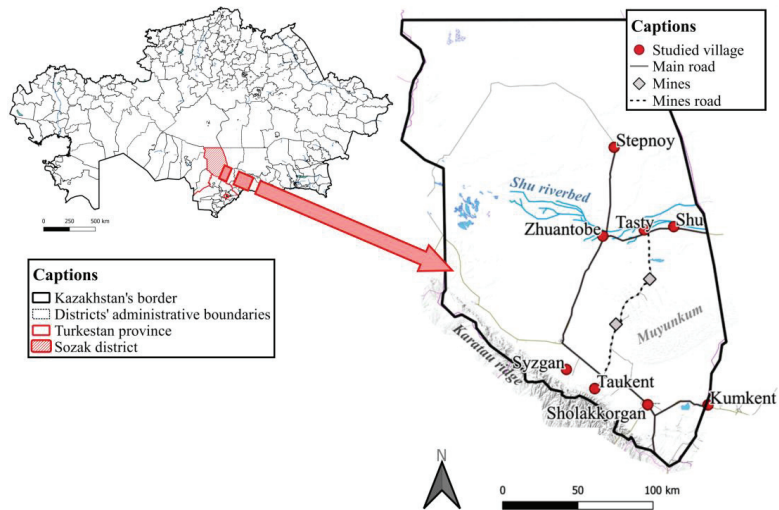 0 250 500 km
Captions
Kazakhstan's border
Districts' administrative boundaries
Turkestan province
Sozak district
Captions
Studied village
Main road
Mines
Mines road
Stepnoy
Shu riverbed
Zhuantobe
Tasty
Shu
Muyunkum
Karatau ridge
Syzgan
Taukent
Sholakkorgan
Kumkent
N
0 50 100 km